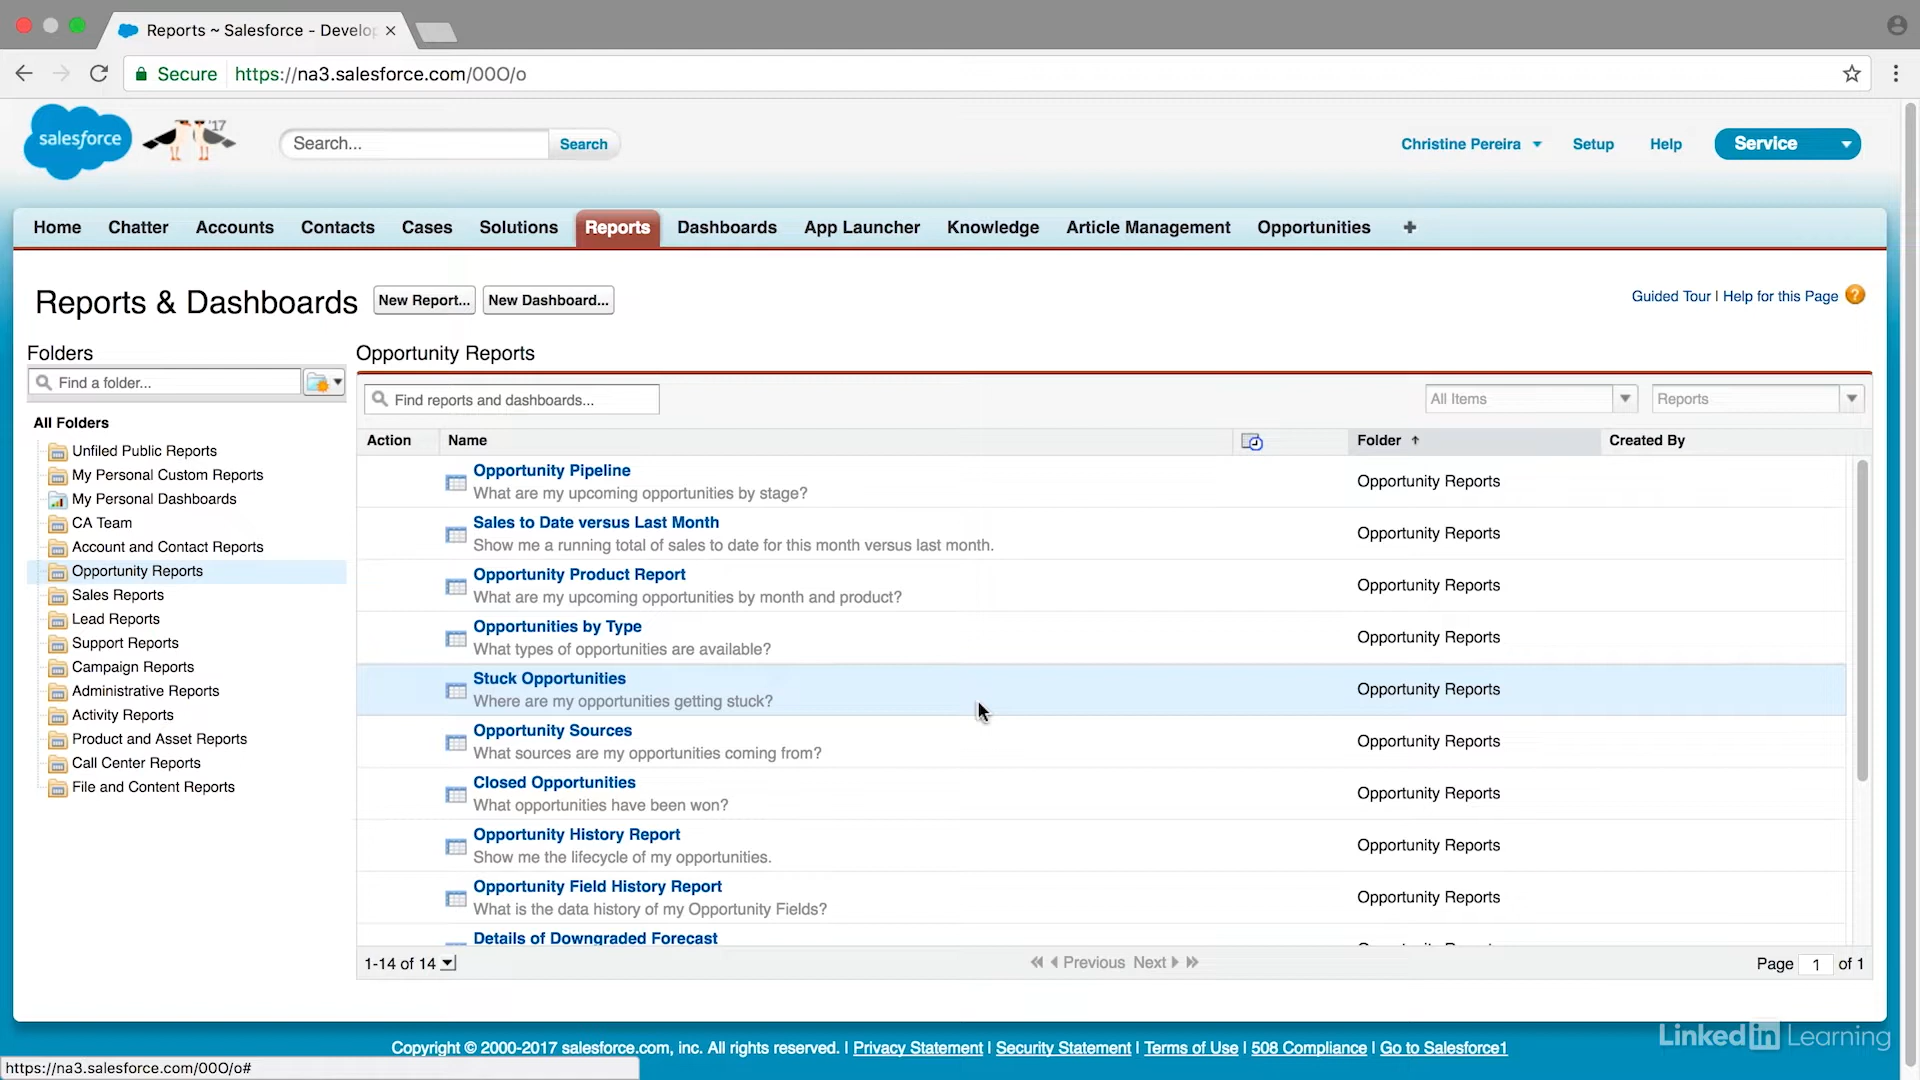 Reports ~ Salesforce - Develop
Secure https://na3.salesforce.com/00O/o
salesforce '17 Search... Search Christine Pereira Setup Help Service
Home Chatter Accounts Contacts Cases Solutions Reports Dashboards App Launcher Knowledge Article Management Opportunities +
Reports & Dashboards New Report... New Dashboard... Guided Tour | Help for this Page ?
Folders
Find a folder...
All Folders
Unfiled Public Reports
My Personal Custom Reports
My Personal Dashboards
CA Team
Account and Contact Reports
Opportunity Reports
Sales Reports
Lead Reports
Support Reports
Campaign Reports
Administrative Reports
Activity Reports
Product and Asset Reports
Call Center Reports
File and Content Reports
Opportunity Reports
Find reports and dashboards... All Items Reports
Action Name Folder ↑ Created By
Opportunity Pipeline
What are my upcoming opportunities by stage?
Opportunity Reports
Sales to Date versus Last Month
Show me a running total of sales to date for this month versus last month.
Opportunity Reports
Opportunity Product Report
What are my upcoming opportunities by month and product?
Opportunity Reports
Opportunities by Type
What types of opportunities are available?
Opportunity Reports
Stuck Opportunities
Where are my opportunities getting stuck?
Opportunity Reports
Opportunity Sources
What sources are my opportunities coming from?
Opportunity Reports
Closed Opportunities
What opportunities have been won?
Opportunity Reports
Opportunity History Report
Show me the lifecycle of my opportunities.
Opportunity Reports
Opportunity Field History Report
What is the data history of my Opportunity Fields?
Opportunity Reports
Details of Downgraded Forecast
1-14 of 14 Previous Next Page 1 of 1
Copyright © 2000-2017 salesforce.com, inc. All rights reserved. | Privacy Statement | Security Statement | Terms of Use | 508 Compliance | Go to Salesforce1
LinkedIn Learning
https://na3.salesforce.com/00O/o#